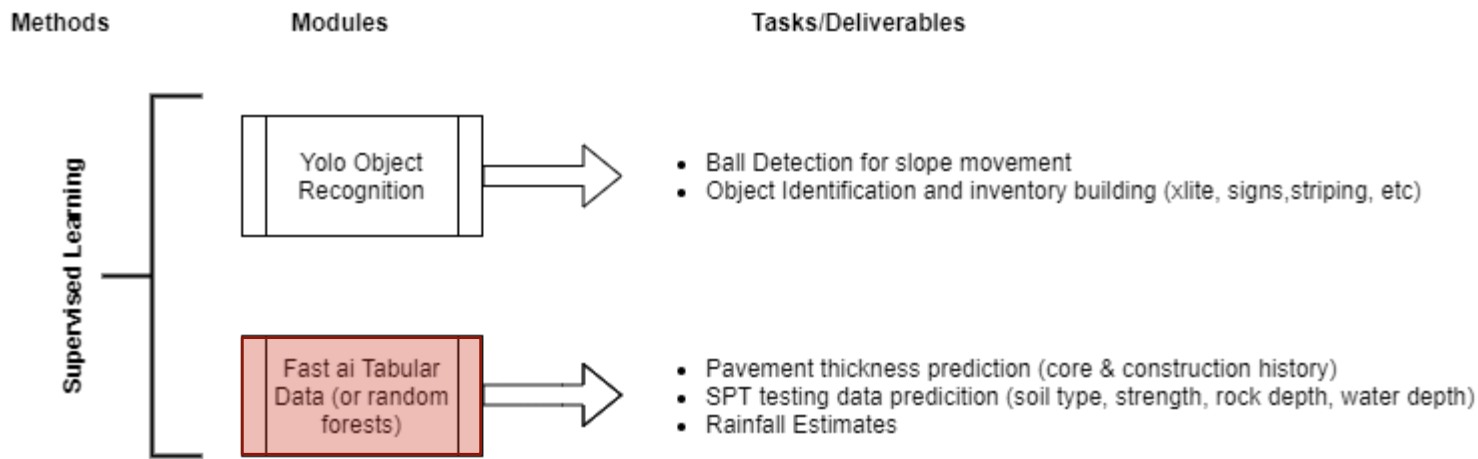 Methods
Modules
Tasks/Deliverables
Supervised Learning
Yolo Object
Recognition
• Ball Detection for slope movement
• Object Identification and inventory building (xlite, signs,striping, etc)
Fast ai Tabular
Data (or random
forests)
• Pavement thickness prediction (core & construction history)
• SPT testing data predicition (soil type, strength, rock depth, water depth)
• Rainfall Estimates